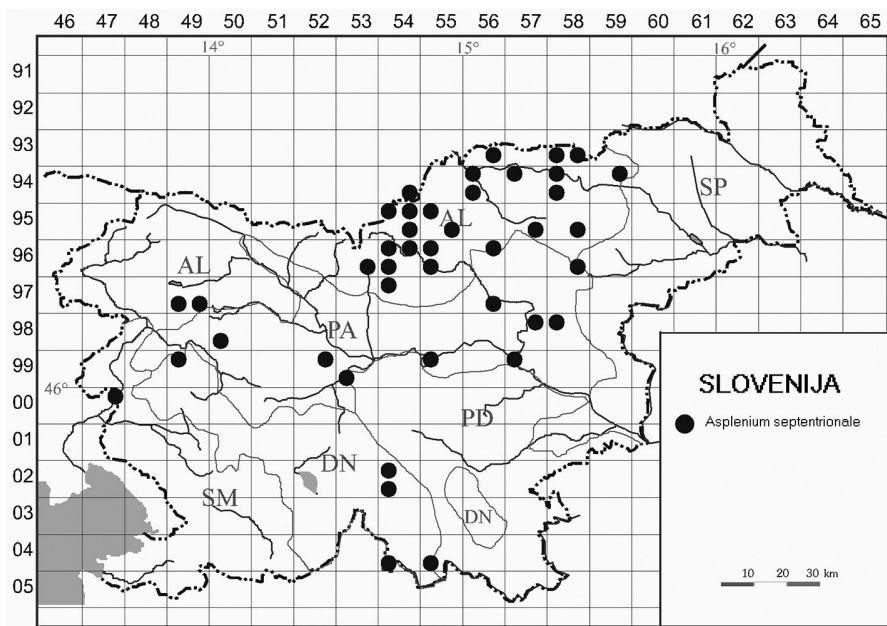 46 47 48 49 50 51 52 53 54 55 56 57 58 59 60 61 62 63 64 65
14° 15° 16°
91
92
93
94 SP
95 AL
96 AL
97
98 PA
99
46° SLOVENIJA
00 PD Asplenium septentrionale
01
02 DN
03 SM DN
04
05 10 20 30 km